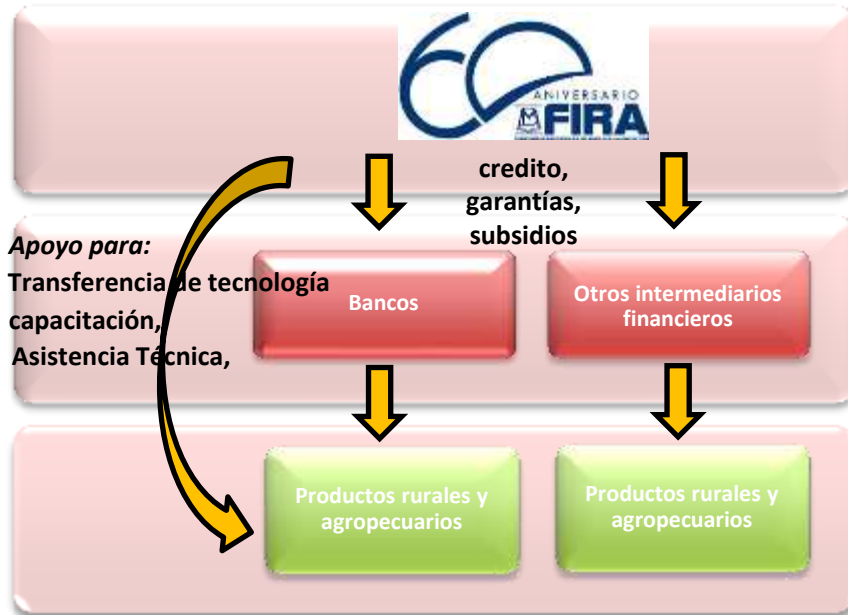 60
ANIVERSARIO
FIRA
credito,
garantías,
subsidios
Apoyo para:
Transferencia de tecnología
capacitación,
Asistencia Técnica,
Bancos
Otros intermediarios
financieros
Productos rurales y
agropecuarios
Productos rurales y
agropecuarios